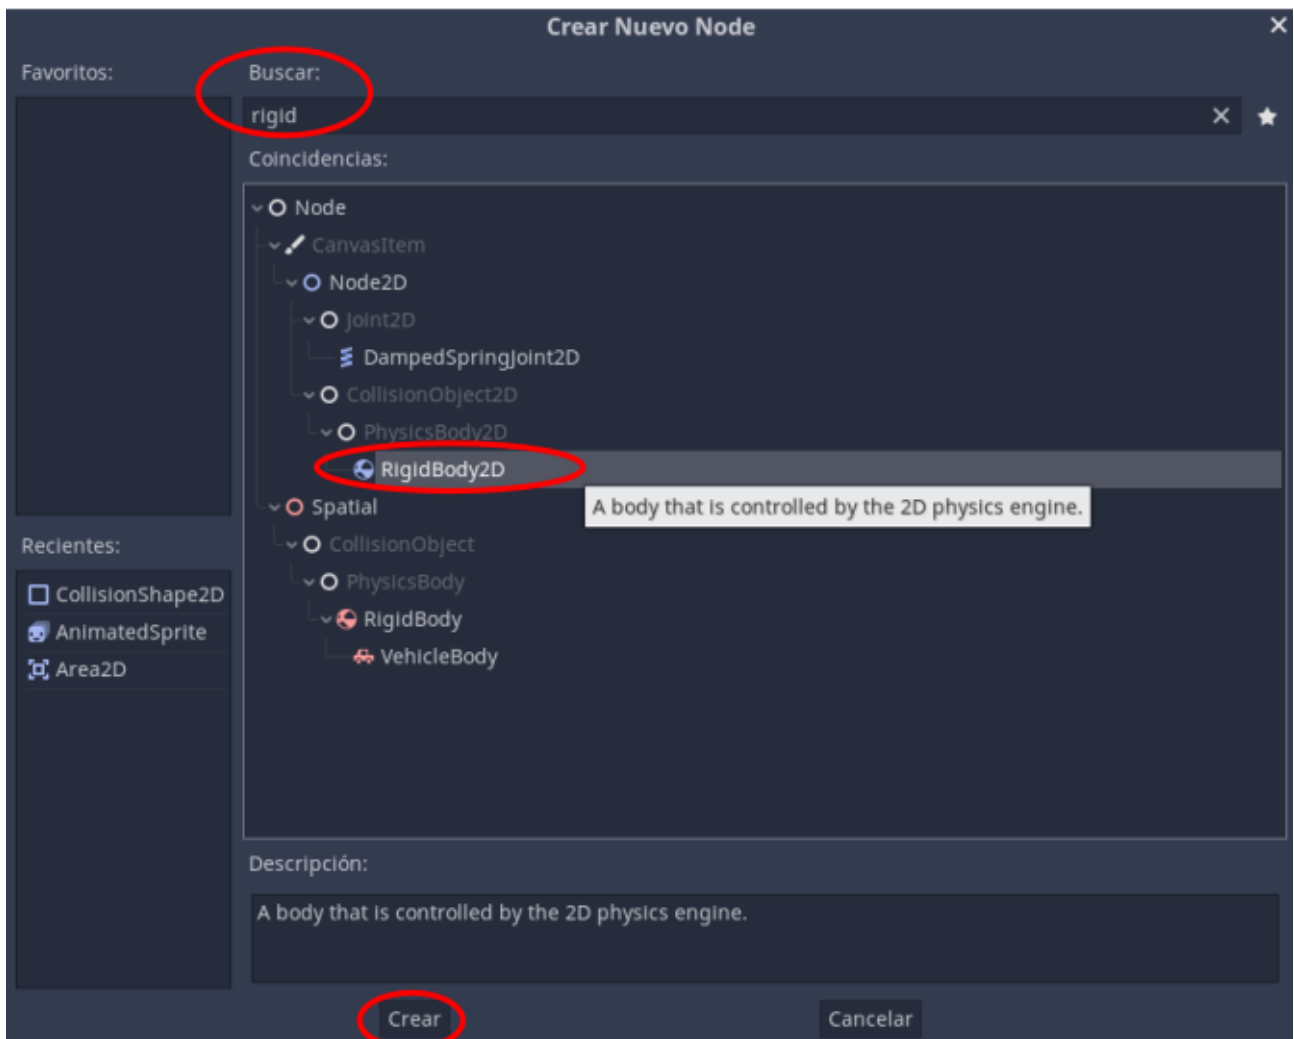 Crear Nuevo Node
Favoritos:
Buscar:
rigid
Coincidencias:
Node
CanvasItem
Node2D
Joint2D
DampedSpringJoint2D
CollisionObject2D
PhysicsBody2D
RigidBody2D
A body that is controlled by the 2D physics engine.
Spatial
CollisionObject
PhysicsBody
RigidBody
VehicleBody
Recientes:
CollisionShape2D
AnimatedSprite
Area2D
Descripción:
A body that is controlled by the 2D physics engine.
Crear
Cancelar